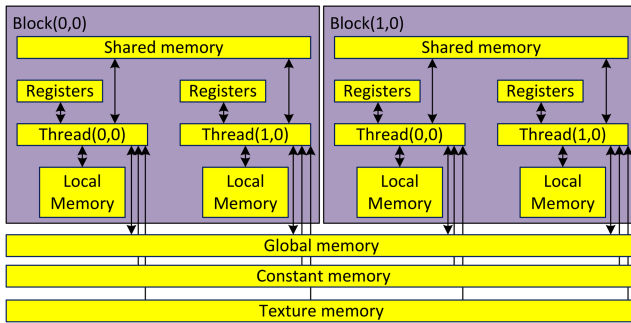 Block(0,0)
Shared memory
Registers
Registers
Thread(0,0)
Thread(1,0)
Local
Memory
Local
Memory
Block(1,0)
Shared memory
Registers
Registers
Thread(0,0)
Thread(1,0)
Local
Memory
Local
Memory
Global memory
Constant memory
Texture memory